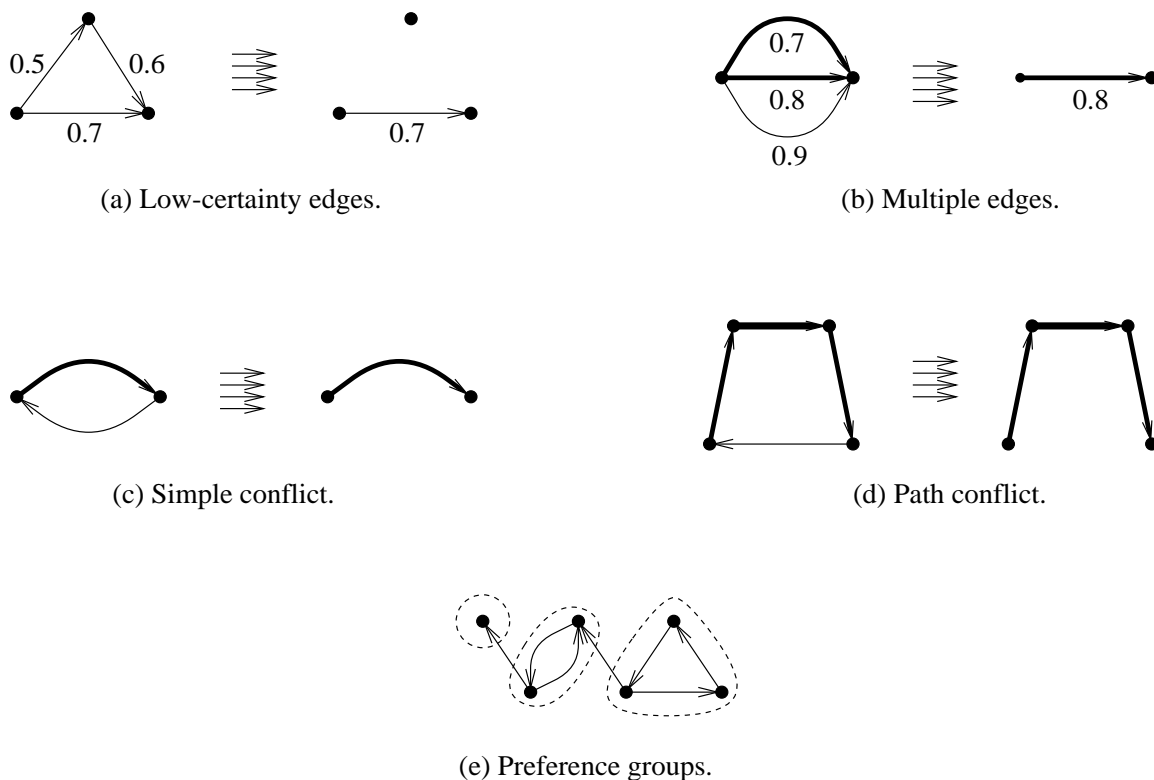 0.5
0.6
0.7
0.7
(a) Low-certainty edges.
0.7
0.8
0.9
0.8
(b) Multiple edges.
(c) Simple conflict.
(d) Path conflict.
(e) Preference groups.